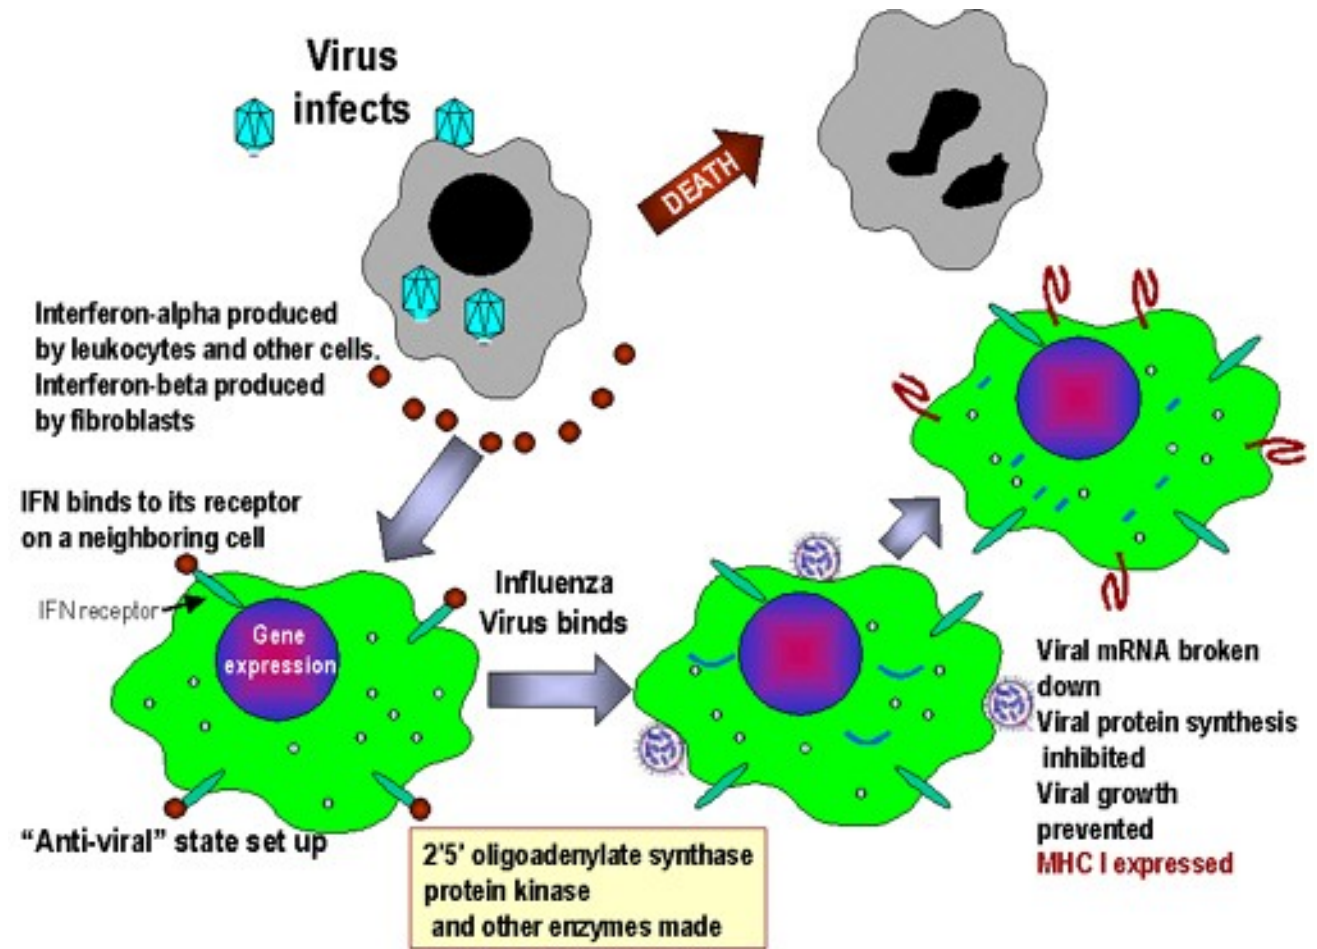 Virus
infects
DEATH
Interferon-alpha produced
by leukocytes and other cells.
Interferon-beta produced
by fibroblasts
IFN binds to its receptor
on a neighboring cell
IFN receptor
Gene
expression
"Anti-viral" state set up
Influenza
Virus binds
2'5' oligoadenylate synthase
protein kinase
and other enzymes made
Viral mRNA broken
down
Viral protein synthesis
inhibited
Viral growth
prevented
MHC I expressed